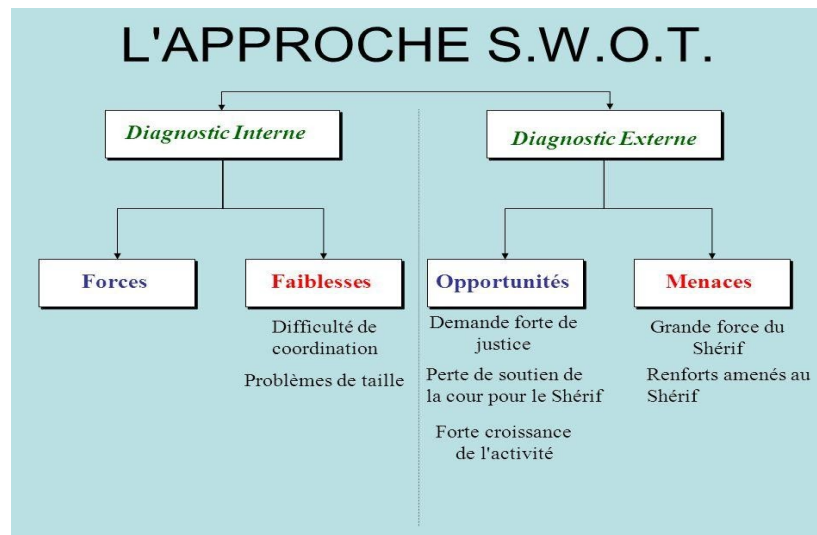 L'APPROCHE S.W.O.T.
Diagnostic Interne
Diagnostic Externe
Forces
Faiblesses
Difficulté de
coordination
Problèmes de taille
Opportunités
Demande forte de
justice
Perte de soutien de
la cour pour le Shérif
Forte croissance
de l'activité
Menaces
Grande force du
Shérif
Renforts amenés au
Shérif